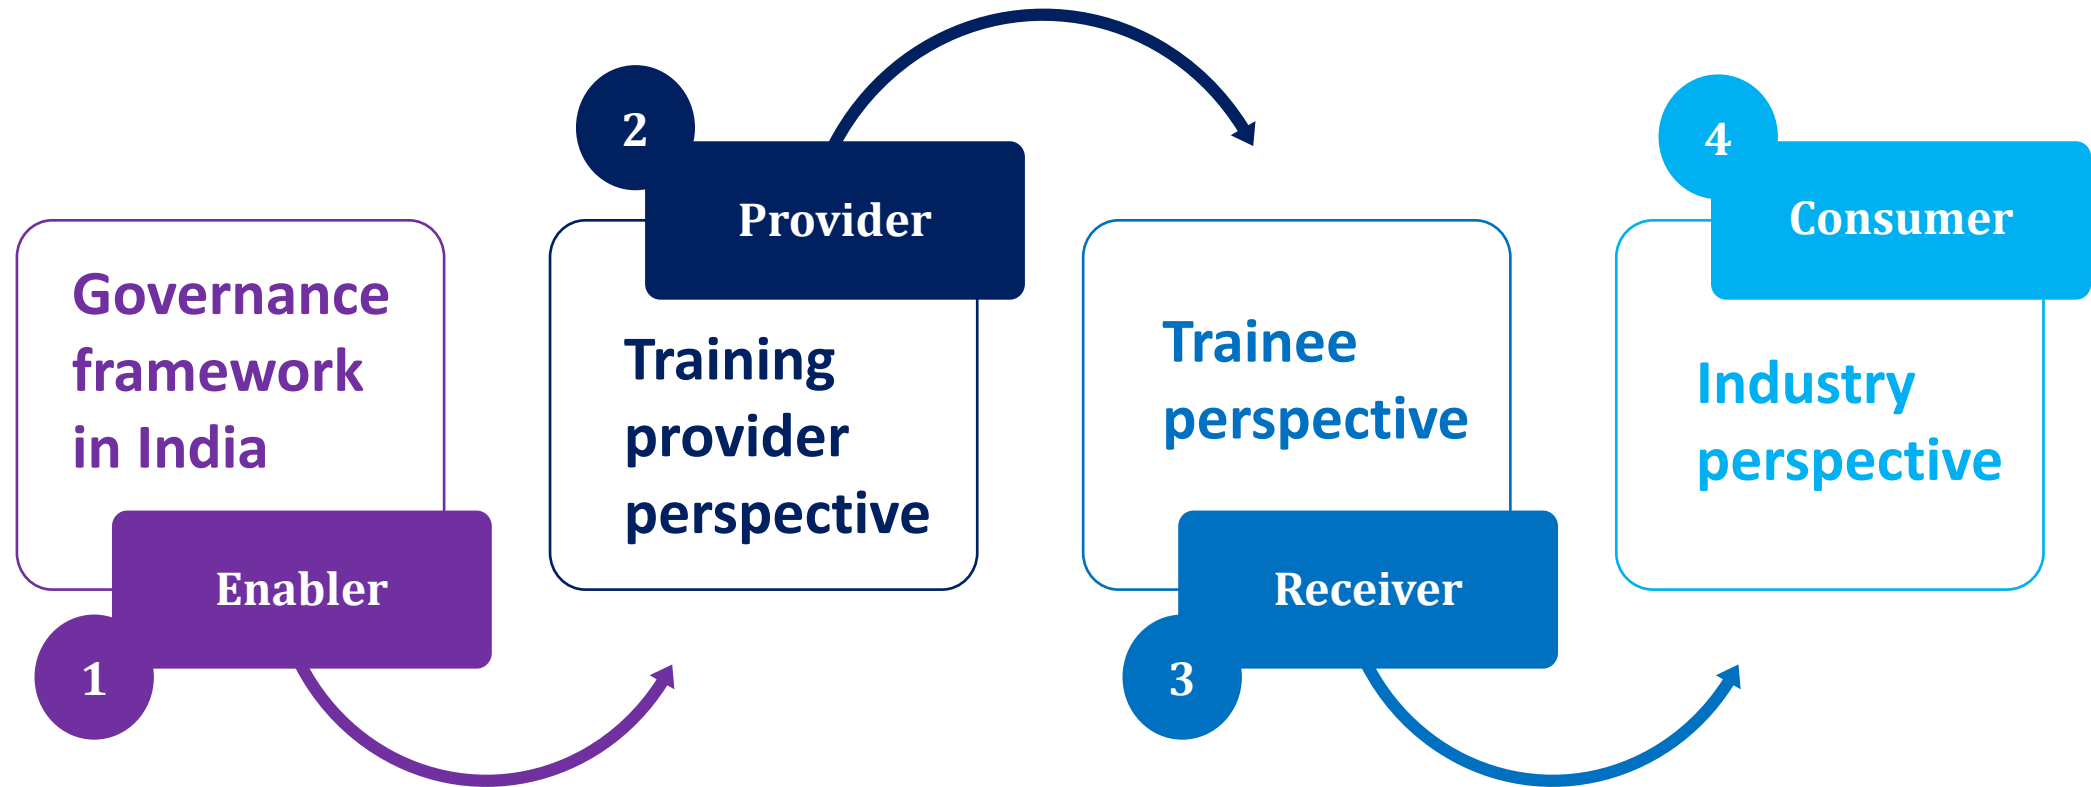 Governance
framework
in India
Enabler
1
2
Provider
Training
provider
perspective
Trainee
perspective
Receiver
3
4
Consumer
Industry
perspective